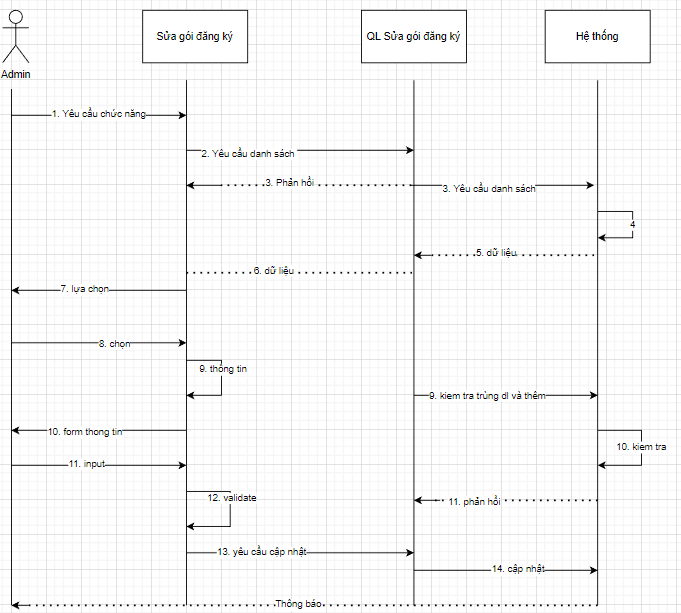 Sửa gói đăng ký
QL Sửa gói đăng ký
Hệ thống
Admin
1. Yêu cầu chức năng
2. Yêu cầu danh sách
3. Phản hồi
3. Yêu cầu danh sách
4
5. dữ liệu
6. dữ liệu
7. lựa chọn
8. chọn
9. thông tin
9. kiem tra trùng dl và thêm
10. form thong tin
10. kiem tra
11. input
12. validate
11. phản hồi
13. yêu cầu cập nhật
14. cập nhật
Thông báo